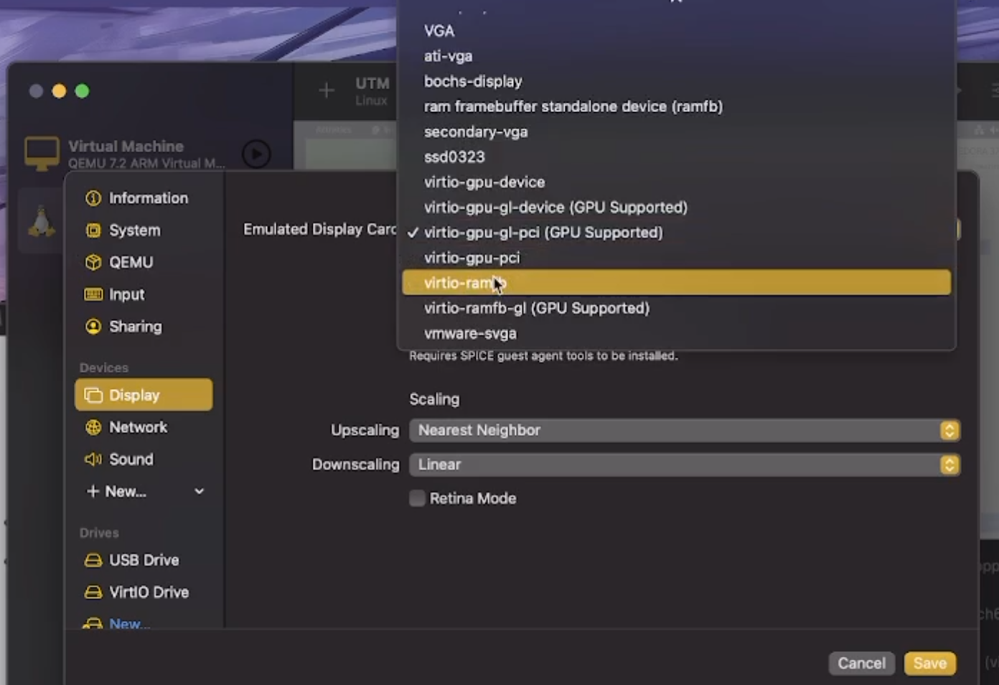 VGA
ati-vga
bochs-display
ram framebuffer standalone device (ramfb)
secondary-vga
ssd0323
virtio-gpu-device
virtio-gpu-gl-device (GPU Supported)
✓ virtio-gpu-gl-pci (GPU Supported)
virtio-gpu-pci
virtio-ramfb
virtio-ramfb-gl (GPU Supported)
vmware-svga
UTM
Linux
Activities
Virtual Machine
QEMU 7.2 ARM Virtual M...
Information
System
QEMU
Input
Sharing
Devices
Display
Network
Sound
+ New...
Drives
USB Drive
VirtIO Drive
New...
Emulated Display Card
Requires SPICE guest agent tools to be installed.
Scaling
Upscaling Nearest Neighbor
Downscaling Linear
Retina Mode
Cancel Save